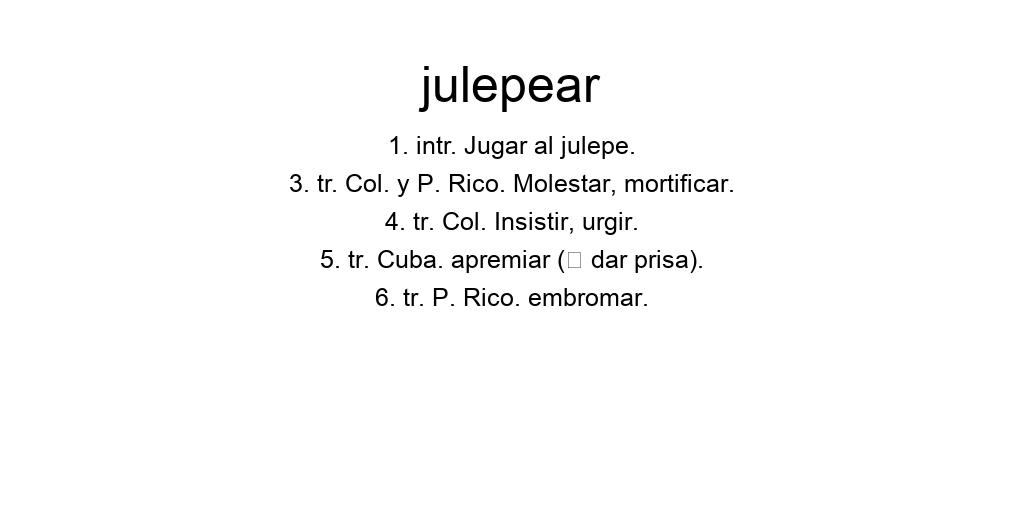 julepear
1. intr. Jugar al julepe.
3. tr. Col. y P. Rico. Molestar, mortificar.
4. tr. Col. Insistir, urgir.
5. tr. Cuba. apremiar (▯ dar prisa).
6. tr. P. Rico. embromar.